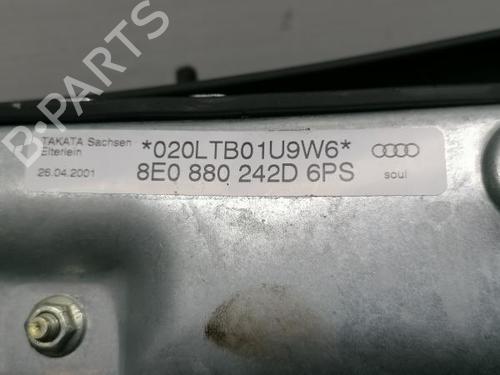 TAKATA Sachsen
Elterlein
26.04.2001
*020LTB01U9W6*
8E0 880 242D 6PS
soul
B-Parts